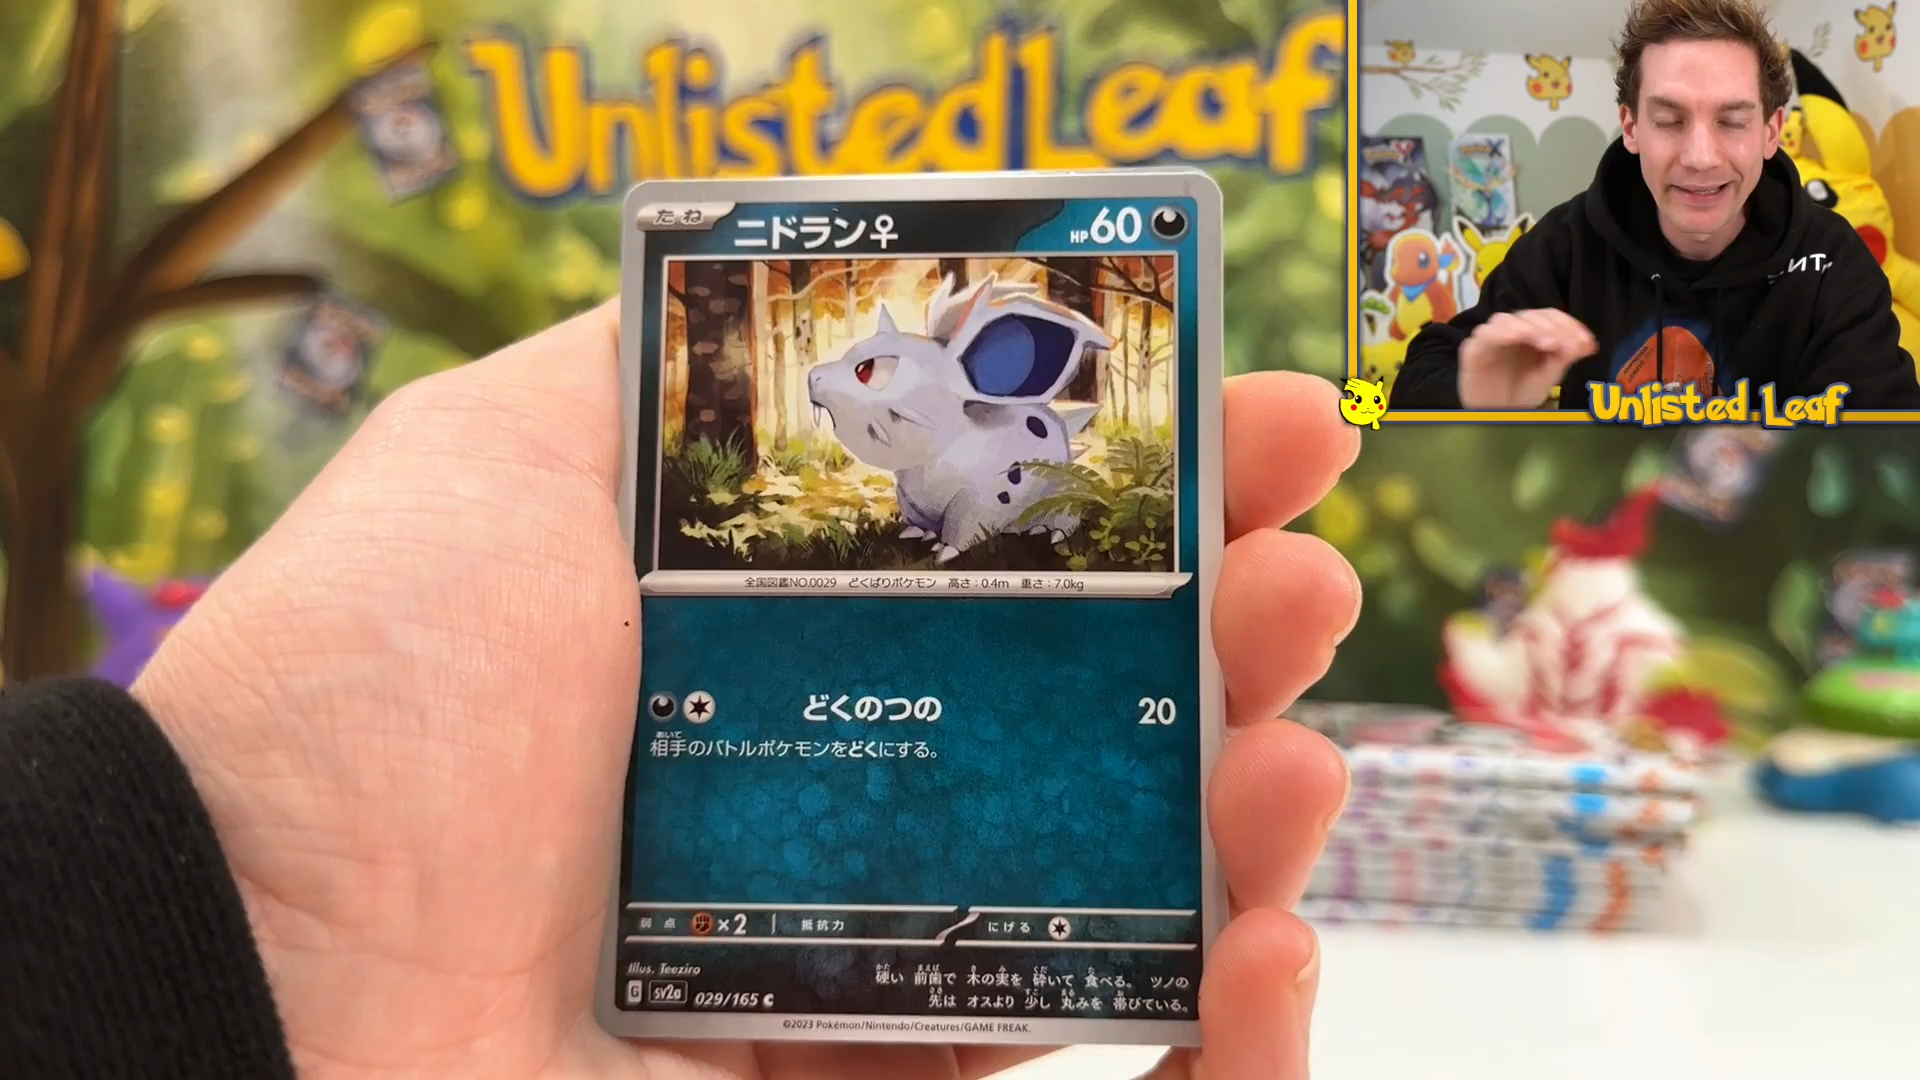 Unlisted Leaf
たね
ニドラン♀
HP 60
全国図鑑NO.0029 どくばりポケモン 高さ:0.4m 重さ:7.0kg
どくのつの 20
相手のバトルポケモンをどくにする。
弱点 ×2 抵抗力 にげる
Illus. Teeziro
硬い 前歯で 木の実を 砕いて 食べる。 ツノの
先は オスより 少し 丸みを 帯びている。
G sv2a 029/165 C
©2023 Pokémon/Nintendo/Creatures/GAME FREAK.
Unlisted Leaf